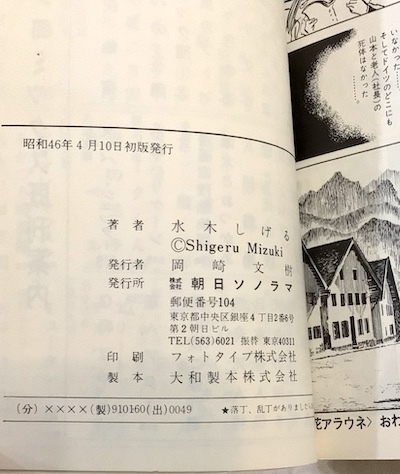 昭和46年4月10日初版発行
著者 水木しげる
©Shigeru Mizuki
発行者 岡崎文樹
発行所 株式会社 朝日ソノラマ
郵便番号104
東京都中央区銀座4丁目2番6号
第2朝日ビル
TEL(563)6021 振替 東京40311
印刷 フォトタイプ株式会社
製本 大和製本株式会社
(分)××××(製)910160(出)0049 ★落丁、乱丁がありましたら
いなかった……
そしてドイツのどこにも
山本と老人(社長)の
死体はなかった
………。
花アラウネ〉おわ